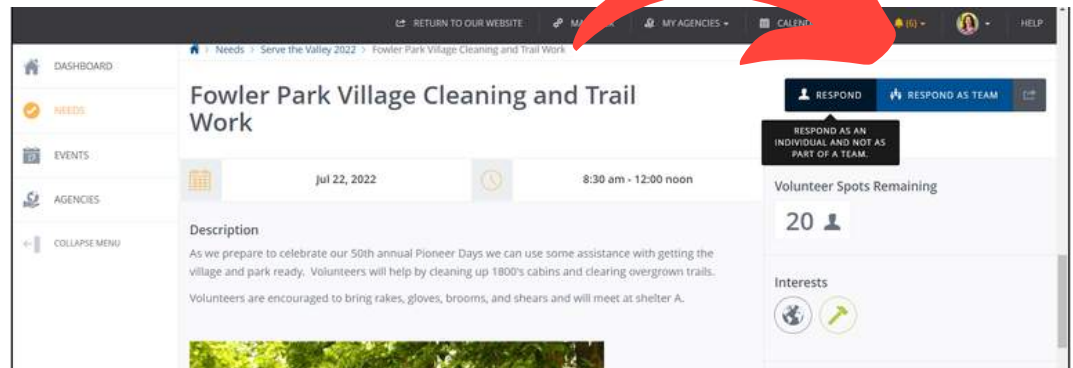 RETURN TO OUR WEBSITE
MY AGENCIES
(6)
HELP
Needs > Serve the Valley 2022 > Fowler Park Village Cleaning and Trail Work
DASHBOARD
NEEDS
EVENTS
AGENCIES
COLLAPSE MENU
Fowler Park Village Cleaning and Trail
Work
RESPOND
RESPOND AS TEAM
RESPOND AS AN
INDIVIDUAL AND NOT AS
PART OF A TEAM.
Jul 22, 2022
8:30 am - 12:00 noon
Description
As we prepare to celebrate our 50th annual Pioneer Days we can use some assistance with getting the
village and park ready. Volunteers will help by cleaning up 1800's cabins and clearing overgrown trails.
Volunteers are encouraged to bring rakes, gloves, brooms, and shears and will meet at shelter A.
Volunteer Spots Remaining
20
Interests